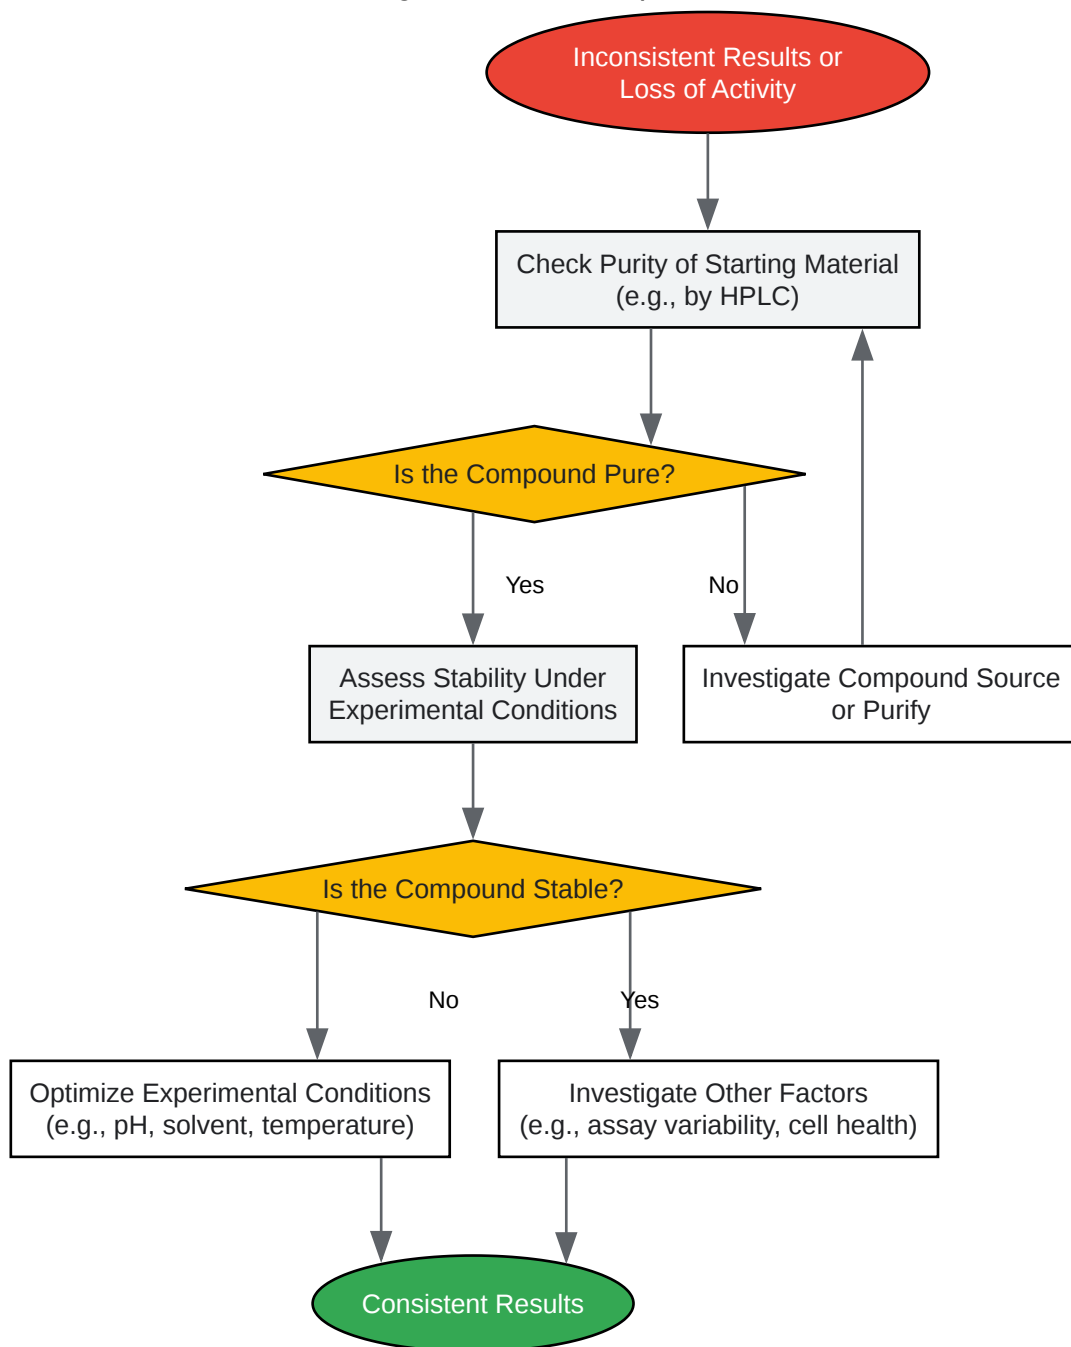 Inconsistent Results or
Loss of Activity
Check Purity of Starting Material
(e.g., by HPLC)
Is the Compound Pure?
Yes
No
Assess Stability Under
Experimental Conditions
Investigate Compound Source
or Purify
Is the Compound Stable?
No
Yes
Optimize Experimental Conditions
(e.g., pH, solvent, temperature)
Investigate Other Factors
(e.g., assay variability, cell health)
Consistent Results